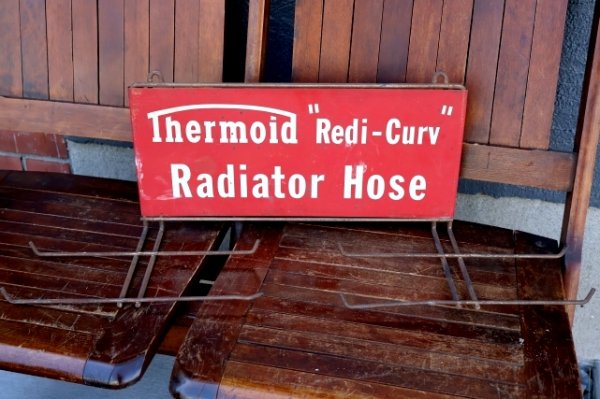 Thermoid "Redi-Curv"
Radiator Hose